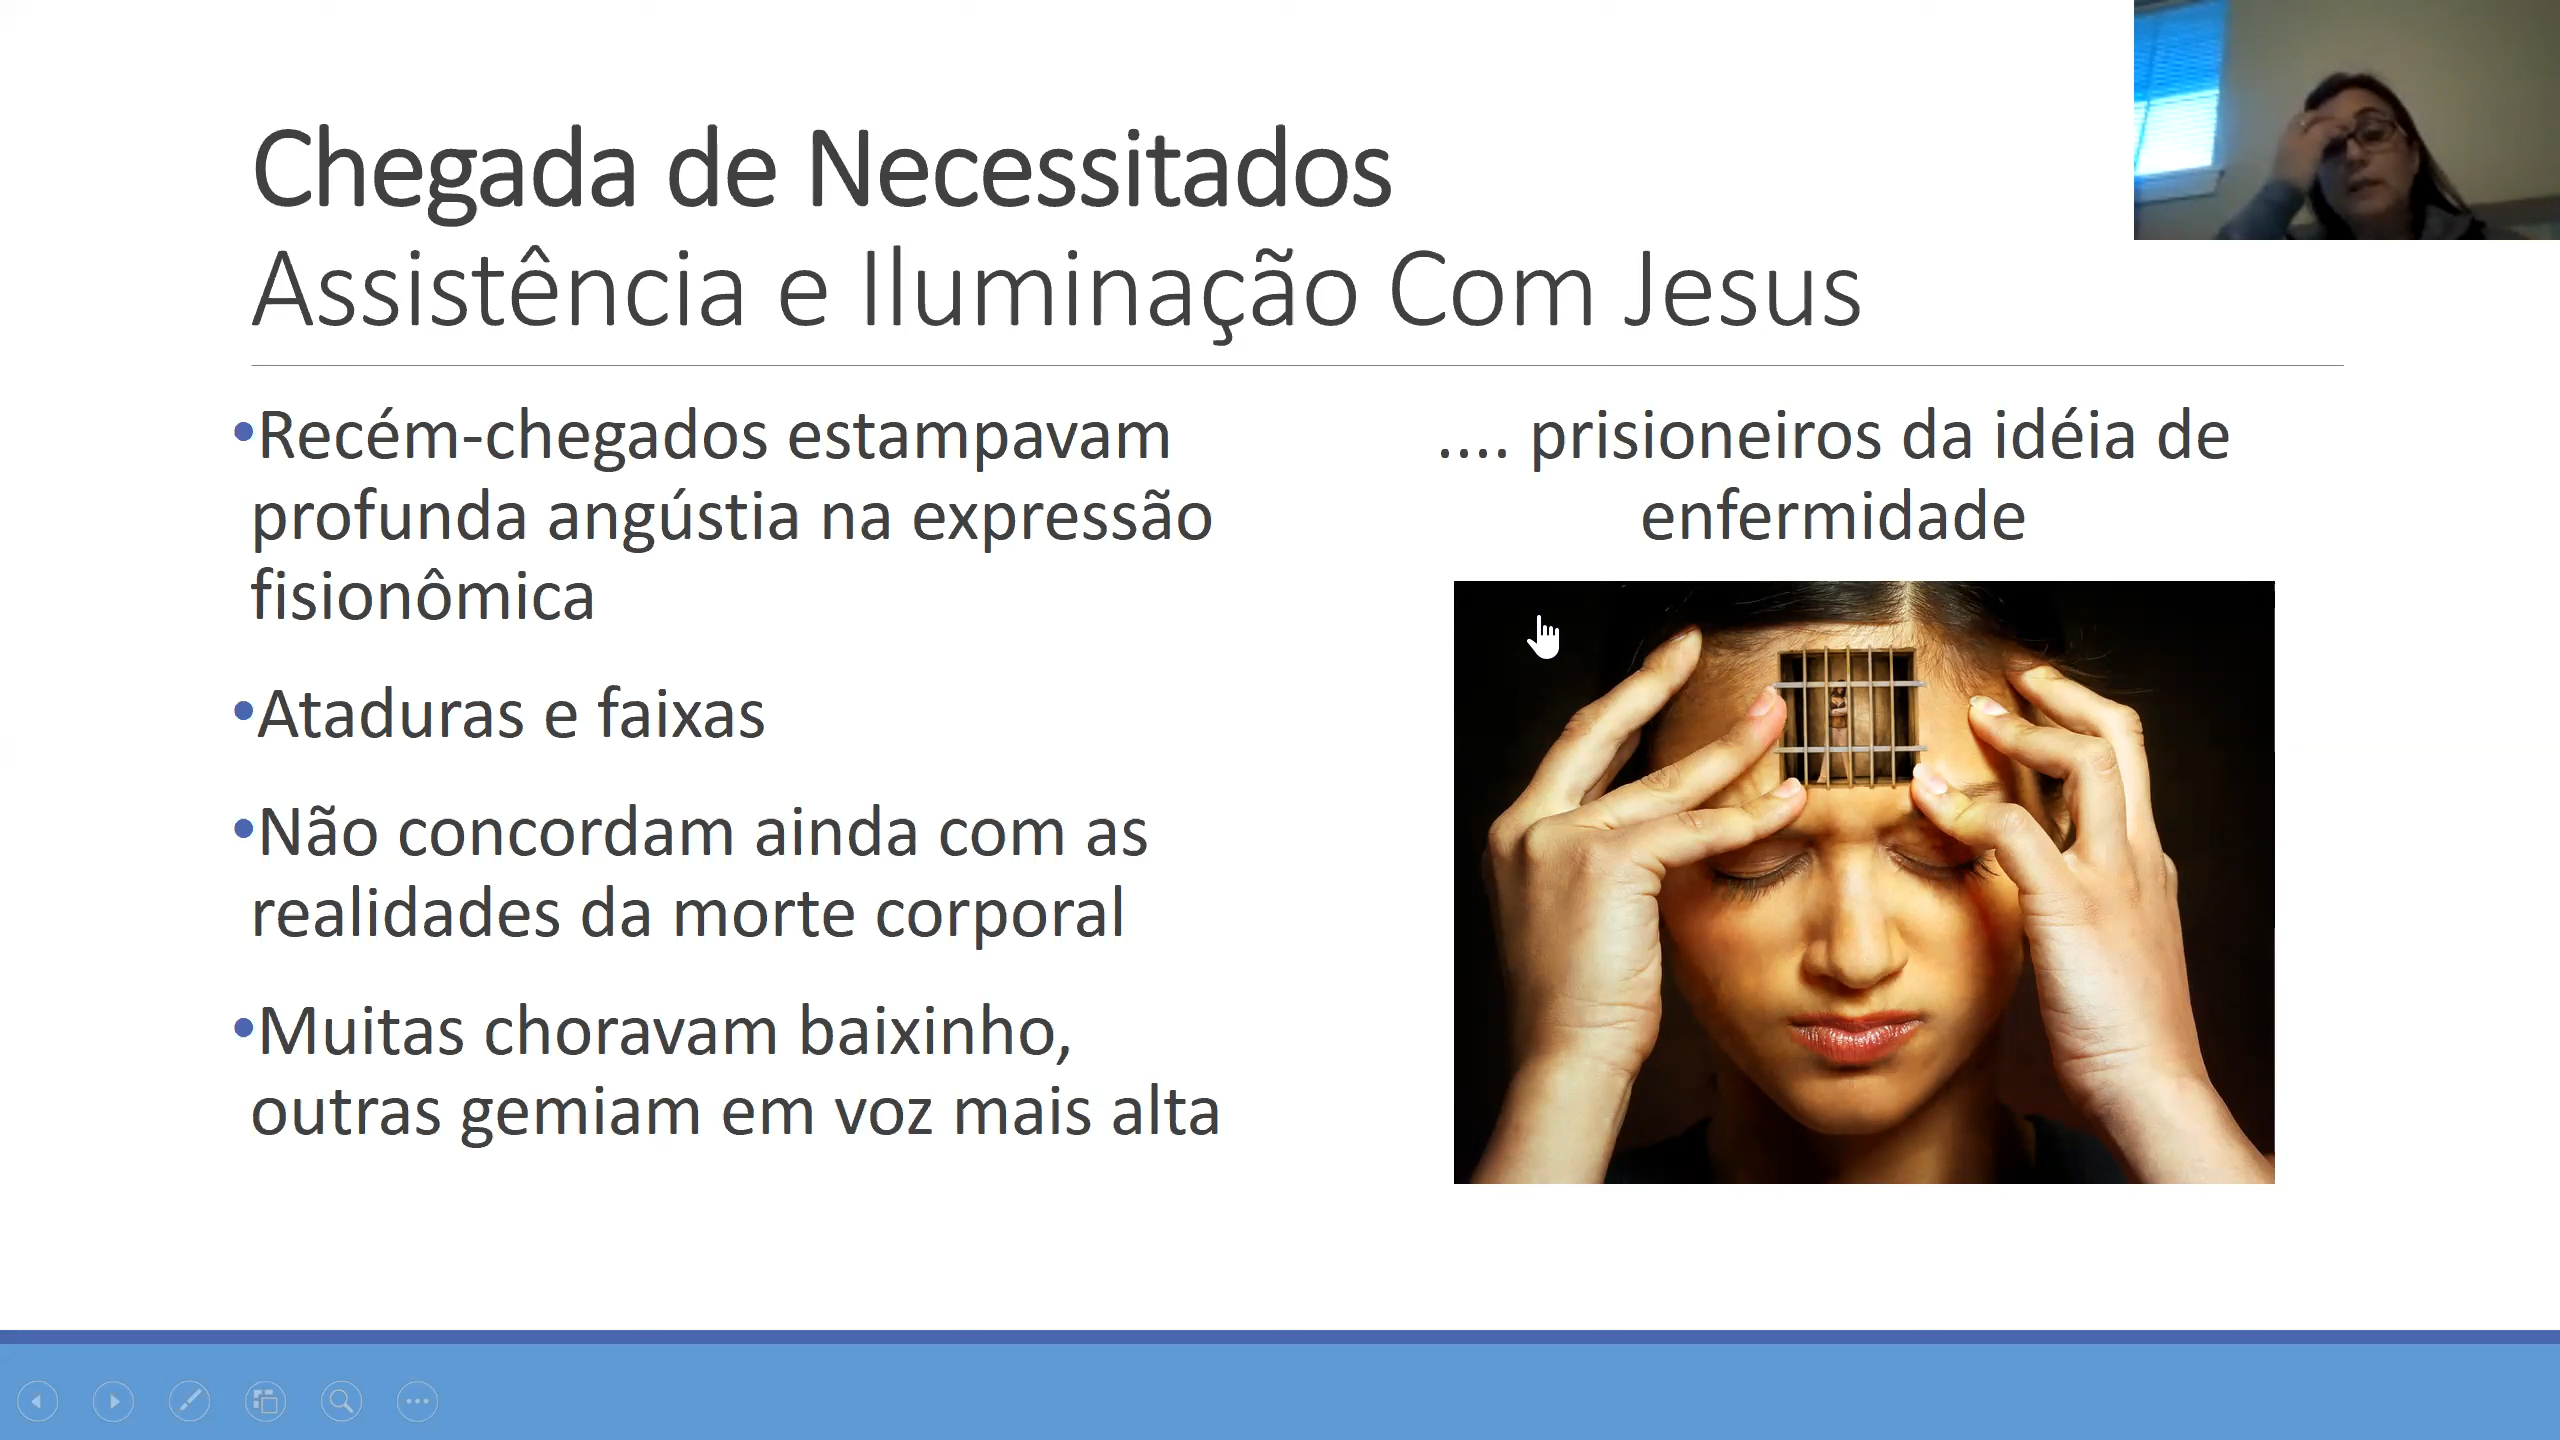 Chegada de Necessitados
Assistência e Iluminação Com Jesus
•Recém-chegados estampavam
profunda angústia na expressão
fisionômica
•Ataduras e faixas
•Não concordam ainda com as
realidades da morte corporal
•Muitas choravam baixinho,
outras gemiam em voz mais alta
.... prisioneiros da idéia de
enfermidade